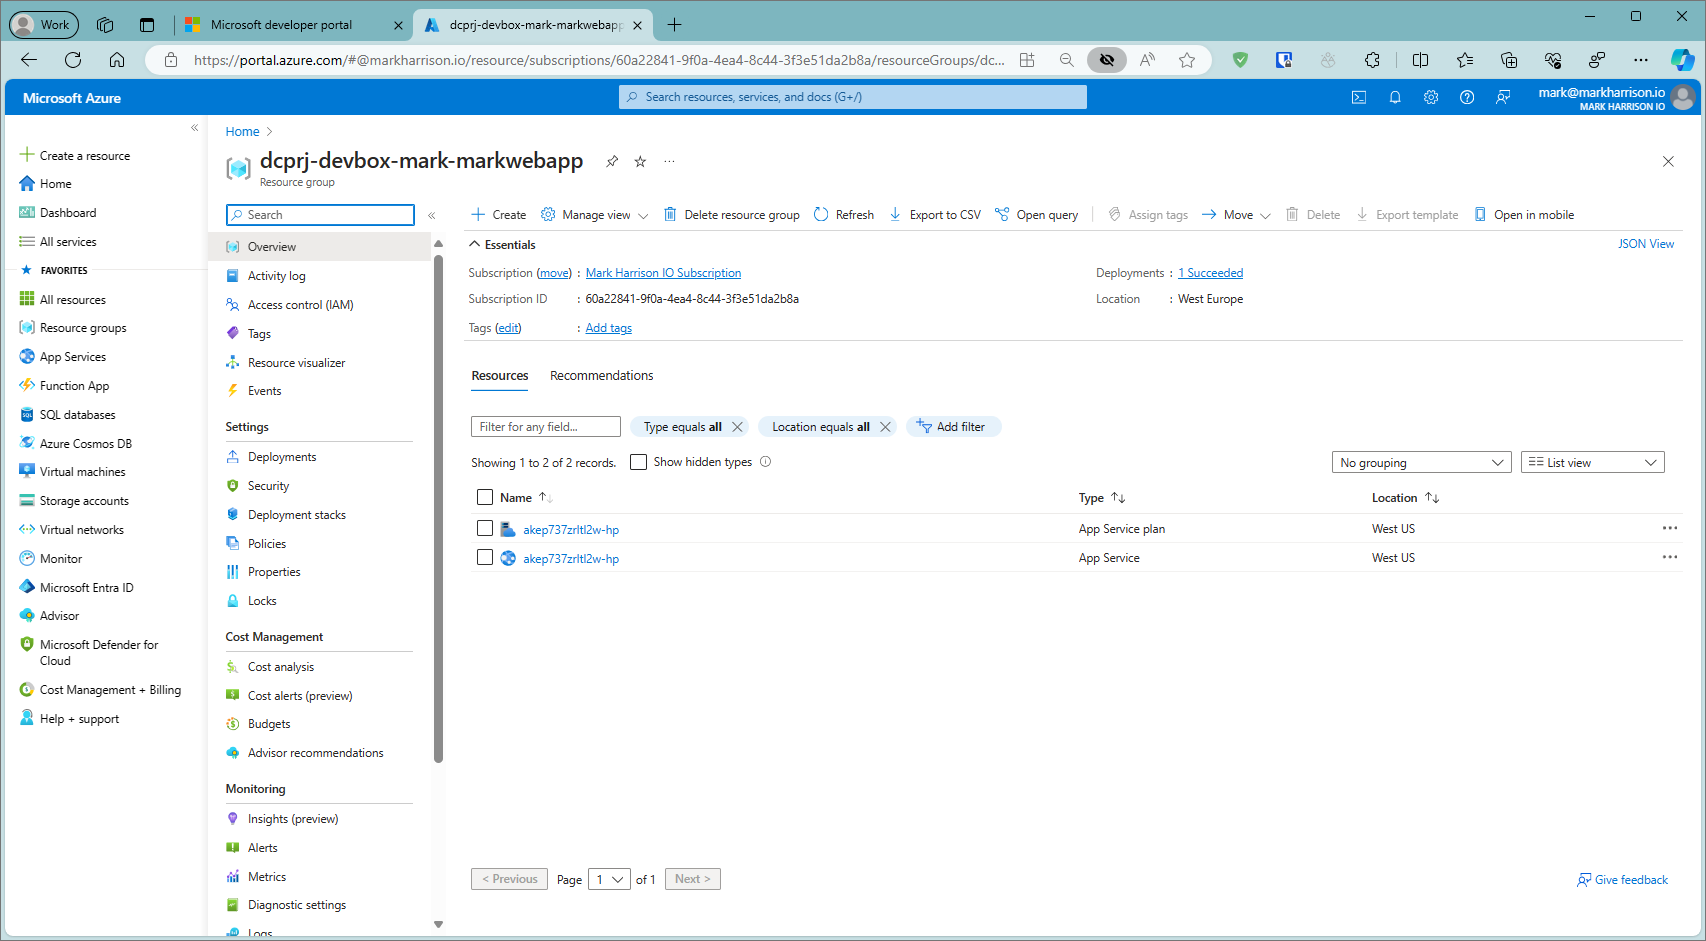 Work
Microsoft developer portal
dcprj-devbox-mark-markwebapp
https://portal.azure.com/#@markharrison.io/resource/subscriptions/60a22841-9f0a-4ea4-8c44-3f3e51da2b8a/resourceGroups/dc...
Microsoft Azure
Search resources, services, and docs (G+/)
mark@markharrison.io
MARK HARRISON IO
Create a resource
Home
Dashboard
All services
FAVORITES
All resources
Resource groups
App Services
Function App
SQL databases
Azure Cosmos DB
Virtual machines
Storage accounts
Virtual networks
Monitor
Microsoft Entra ID
Advisor
Microsoft Defender for
Cloud
Cost Management + Billing
Help + support
Home
dcprj-devbox-mark-markwebapp
Resource group
Search
Overview
Activity log
Access control (IAM)
Tags
Resource visualizer
Events
Settings
Deployments
Security
Deployment stacks
Policies
Properties
Locks
Cost Management
Cost analysis
Cost alerts (preview)
Budgets
Advisor recommendations
Monitoring
Insights (preview)
Alerts
Metrics
Diagnostic settings
Logs
Create Manage view Delete resource group Refresh Export to CSV Open query Assign tags Move Delete Export template Open in mobile
Essentials
JSON View
Subscription (move) : Mark Harrison IO Subscription
Deployments : 1 Succeeded
Subscription ID : 60a22841-9f0a-4ea4-8c44-3f3e51da2b8a
Location : West Europe
Tags (edit) : Add tags
Resources Recommendations
Filter for any field... Type equals all Location equals all Add filter
Showing 1 to 2 of 2 records. Show hidden types
No grouping List view
Name Type Location
akep737zrltl2w-hp App Service plan West US
akep737zrltl2w-hp App Service West US
< Previous Page 1 of 1 Next >
Give feedback